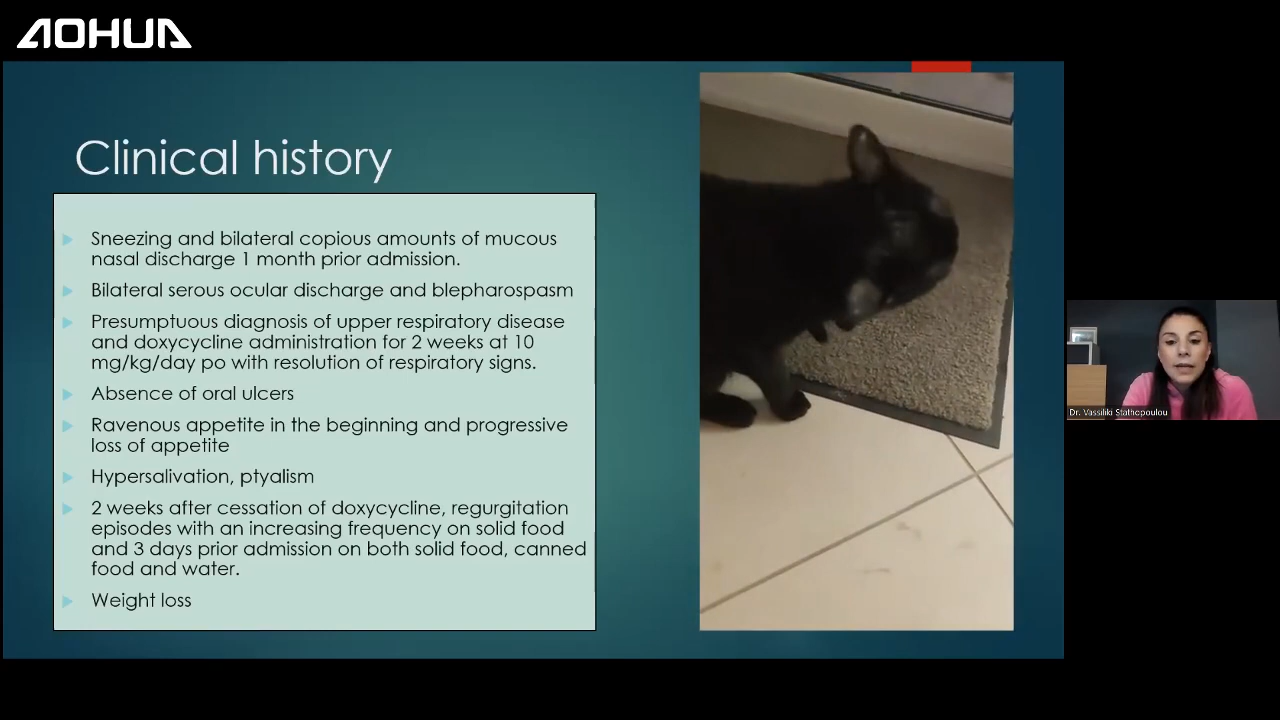 AOHUA
Clinical history
Sneezing and bilateral copious amounts of mucous
nasal discharge 1 month prior admission.
Bilateral serous ocular discharge and blepharospasm
Presumptuous diagnosis of upper respiratory disease
and doxycycline administration for 2 weeks at 10
mg/kg/day po with resolution of respiratory signs.
Absence of oral ulcers
Ravenous appetite in the beginning and progressive
loss of appetite
Hypersalivation, ptyalism
2 weeks after cessation of doxycycline, regurgitation
episodes with an increasing frequency on solid food
and 3 days prior admission on both solid food, canned
food and water.
Weight loss
Dr. Vassiliki Stathopoulou